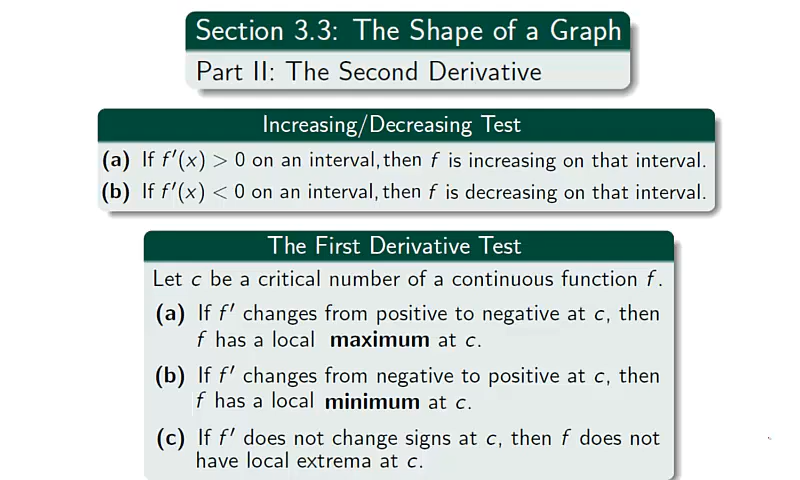 Section 3.3: The Shape of a Graph
Part II: The Second Derivative
Increasing/Decreasing Test
(a) If f′(x) > 0 on an interval, then f is increasing on that interval.
(b) If f′(x) < 0 on an interval, then f is decreasing on that interval.
The First Derivative Test
Let c be a critical number of a continuous function f.
(a) If f′ changes from positive to negative at c, then
f has a local maximum at c.
(b) If f′ changes from negative to positive at c, then
f has a local minimum at c.
(c) If f′ does not change signs at c, then f does not
have local extrema at c.